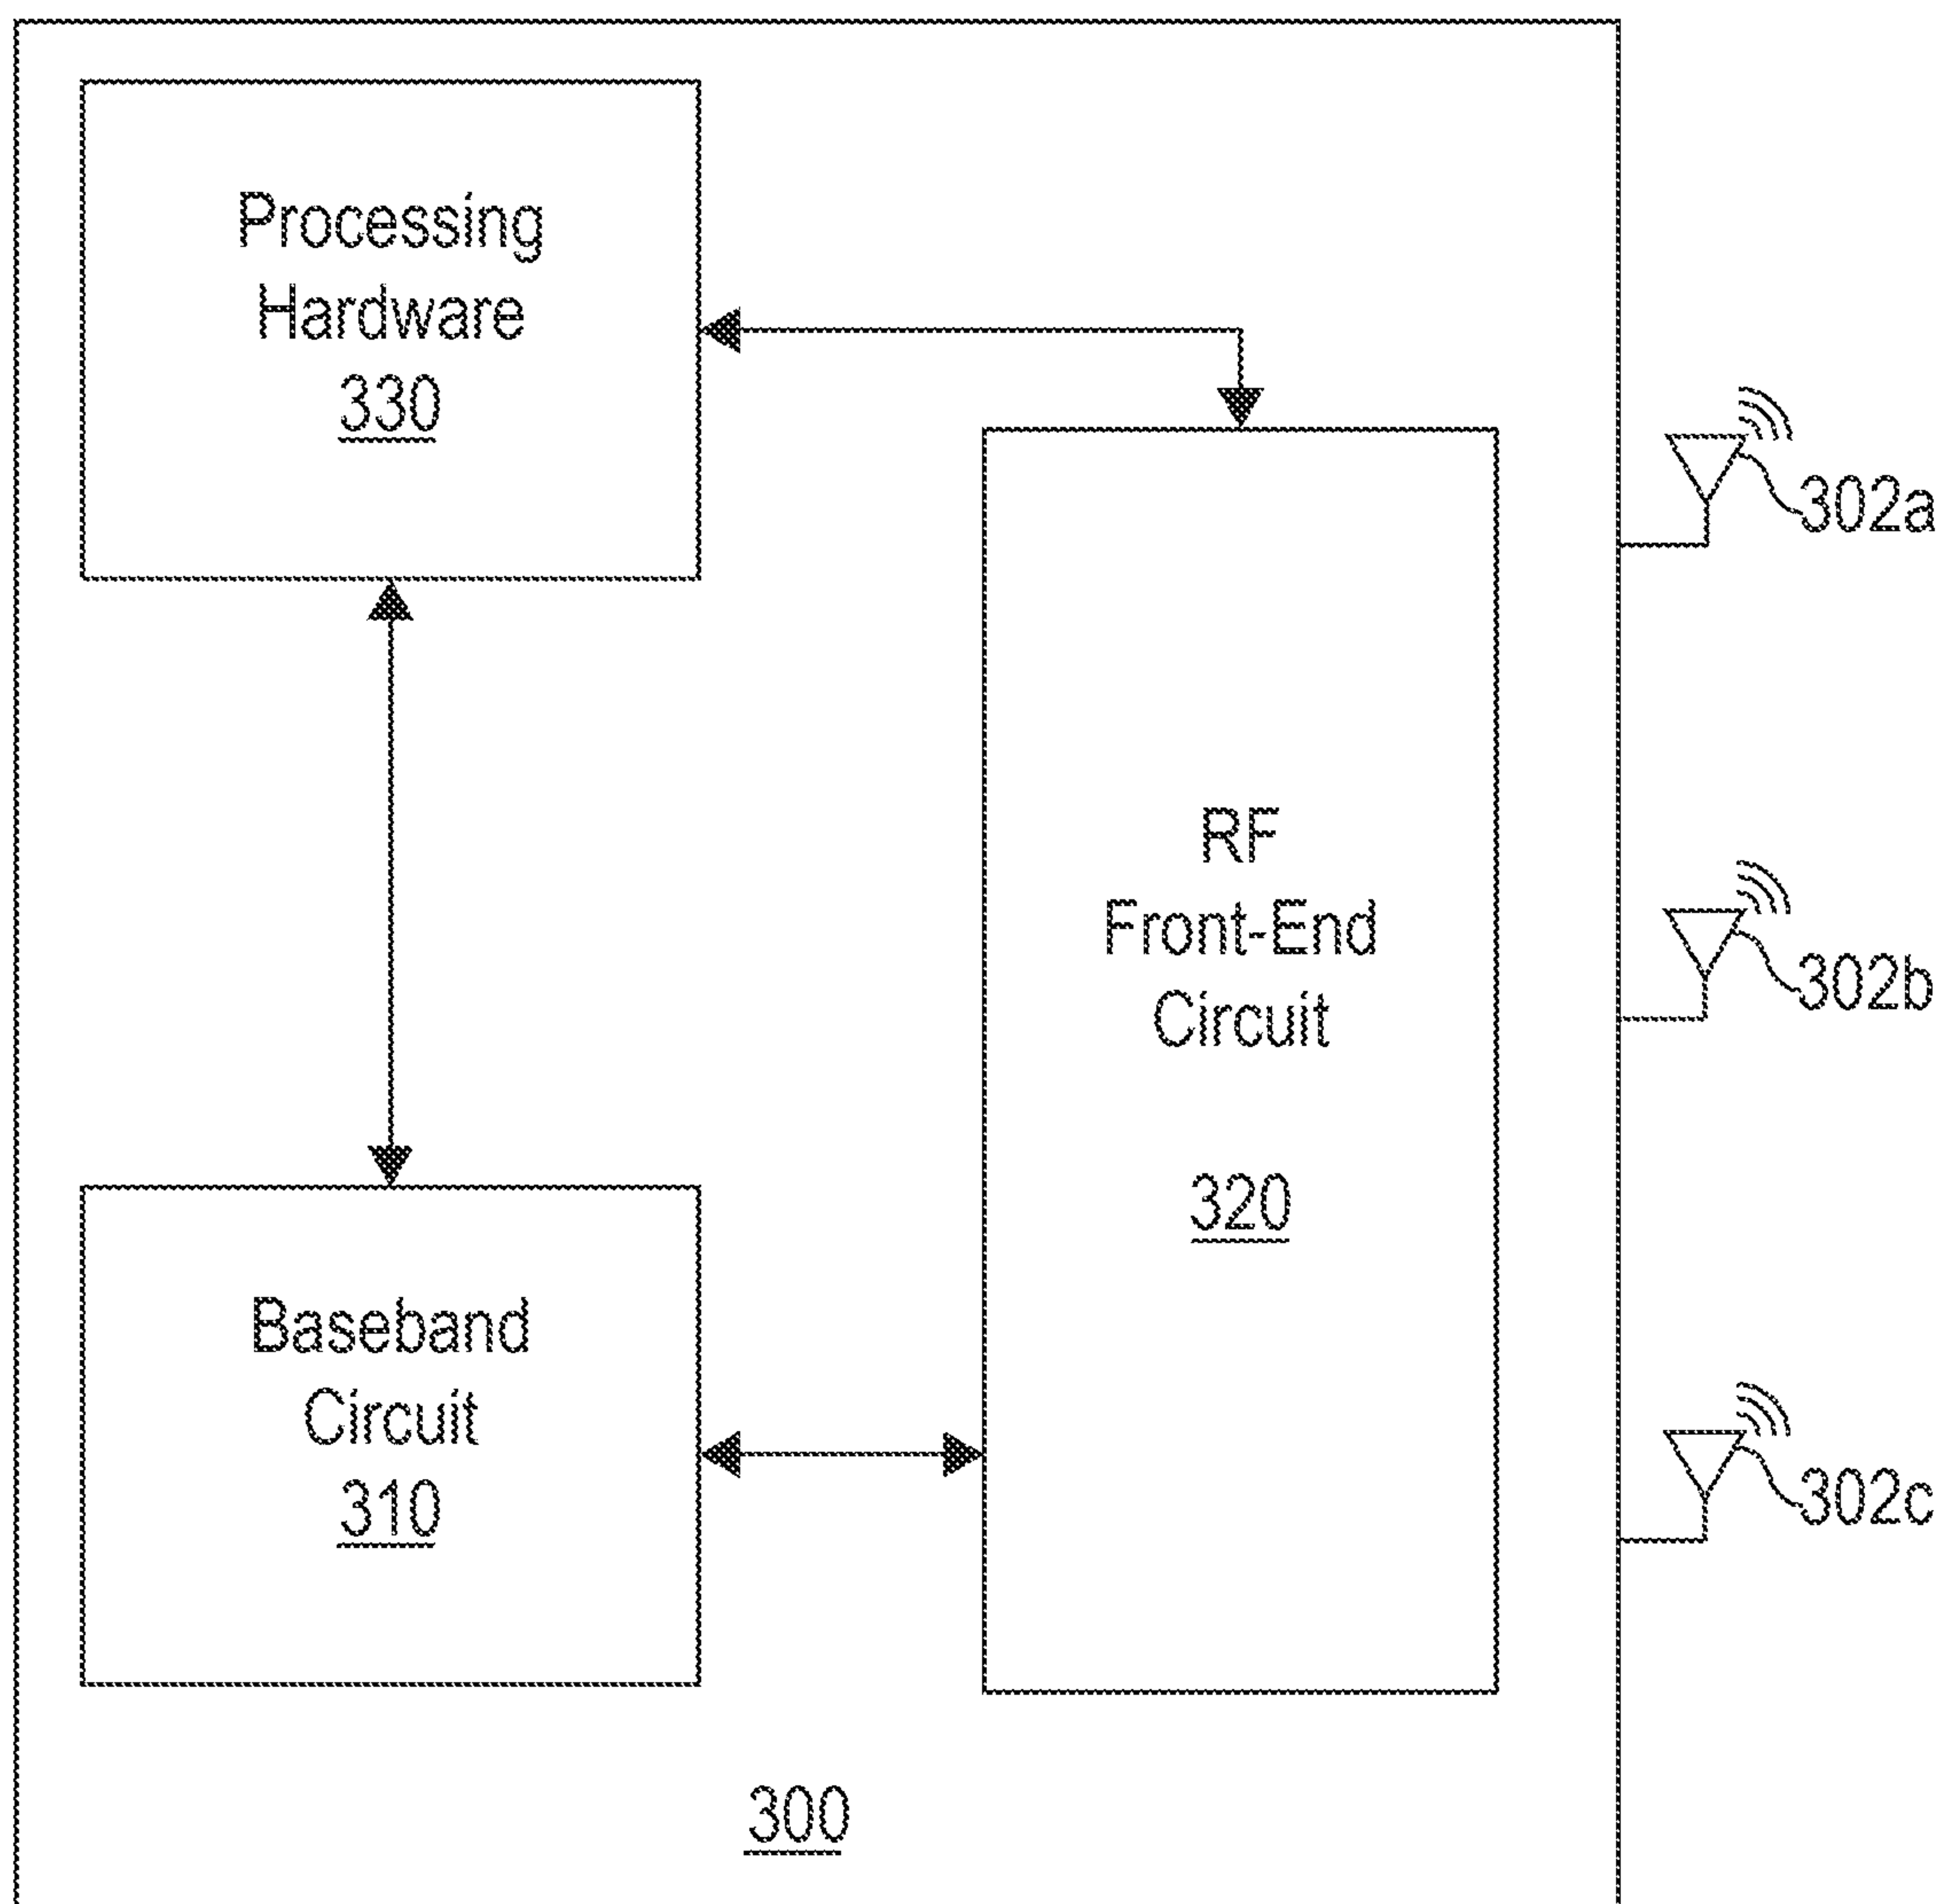 Processing
Hardware
330
302a
RF
Front-End
Circuit
320
302b
Baseband
Circuit
310
302c
300